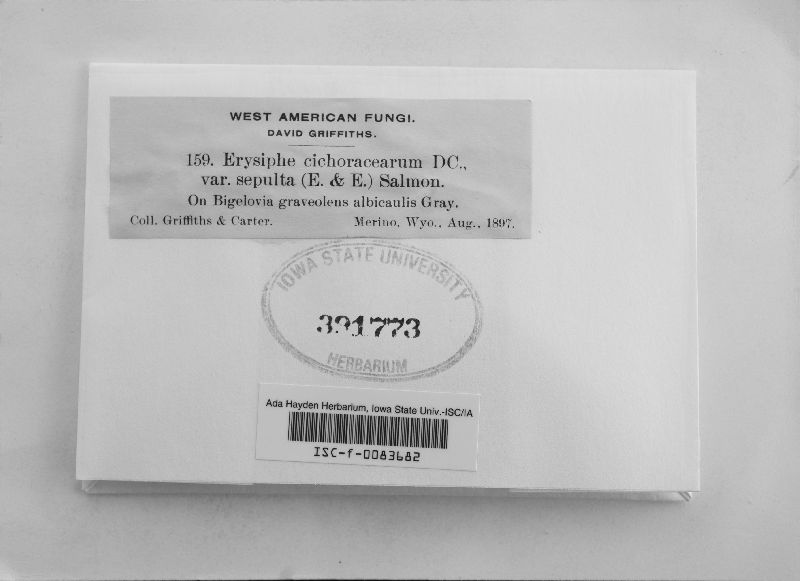 WEST AMERICAN FUNGI.
DAVID GRIFFITHS.
159. Erysiphe cichoracearum DC.,
var. sepulta (E. & E.) Salmon.
On Bigelovia graveolens albicaulis Gray.
Coll. Griffiths & Carter. Merino, Wyo., Aug., 1897.
IOWA STATE UNIVERSITY
391773
HERBARIUM
Ada Hayden Herbarium, Iowa State Univ.-ISC/IA
ISC-f-0083682